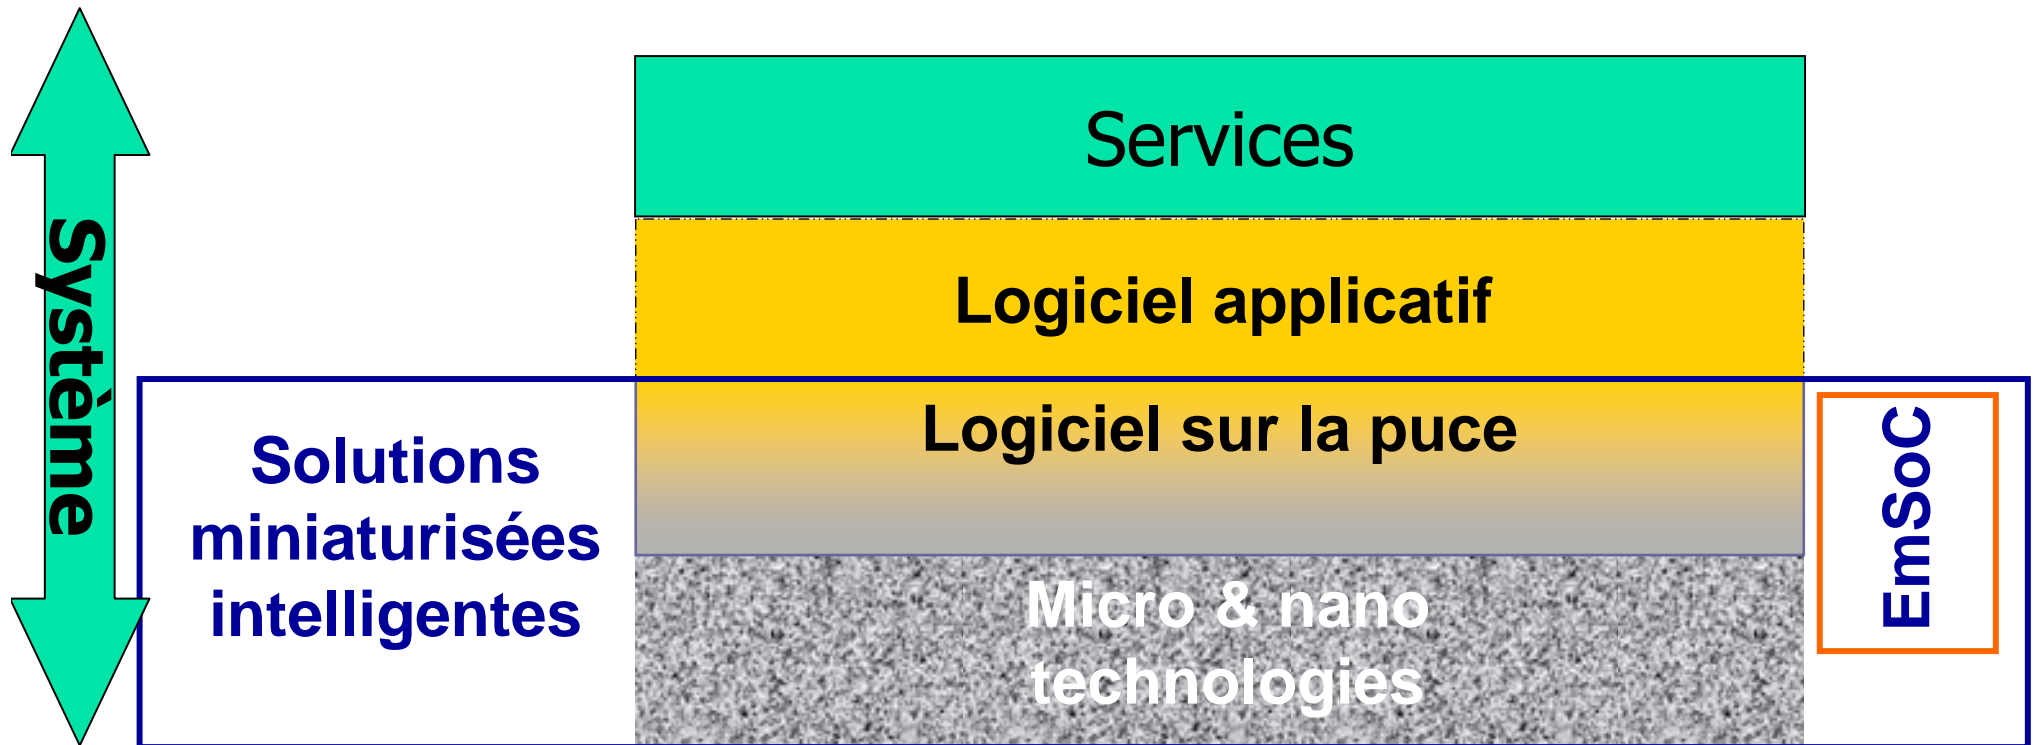 Système
Services
Logiciel applicatif
Logiciel sur la puce
Solutions
miniaturisées
intelligentes
Micro & nano
technologies
EmSoC